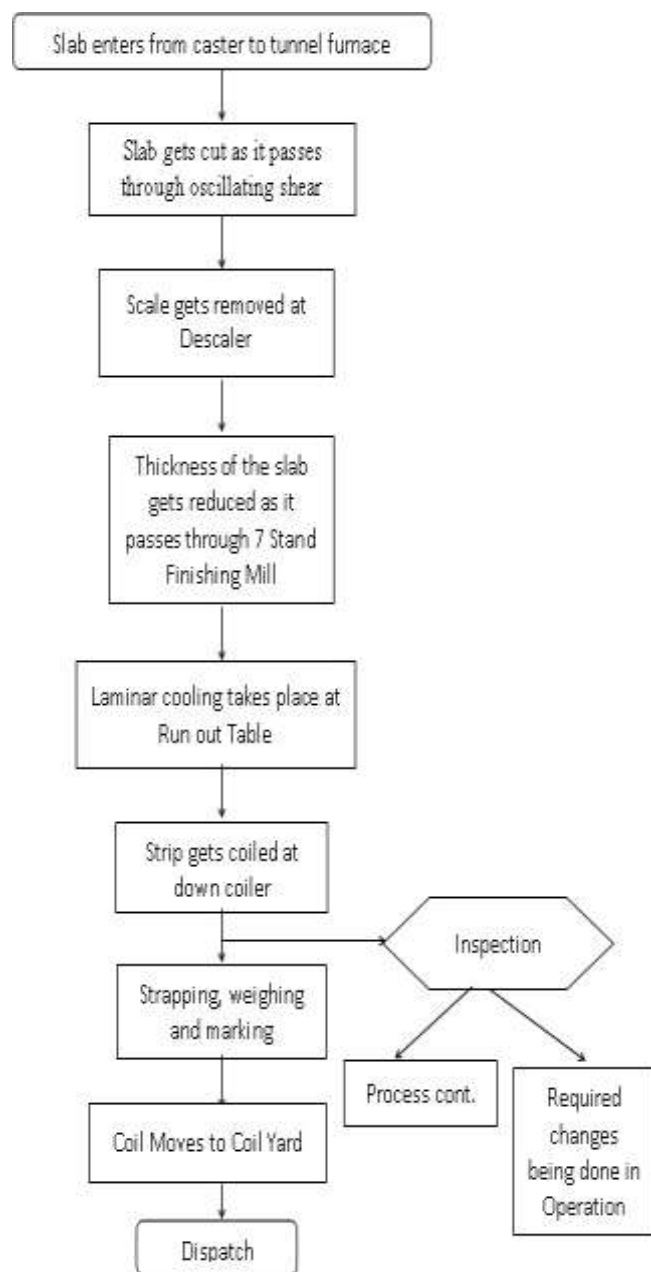 Slab enters from caster to tunnel furnace
Slab gets cut as it passes
through oscillating shear
Scale gets removed at
Descaler
Thickness of the slab
gets reduced as it
passes through 7 Stand
Finishing Mill
Laminar cooling takes place at
Run out Table
Strip gets coiled at
down coiler
Inspection
Strapping, weighing
and marking
Process cont.
Required
changes
being done in
Operation
Coil Moves to Coil Yard
Dispatch